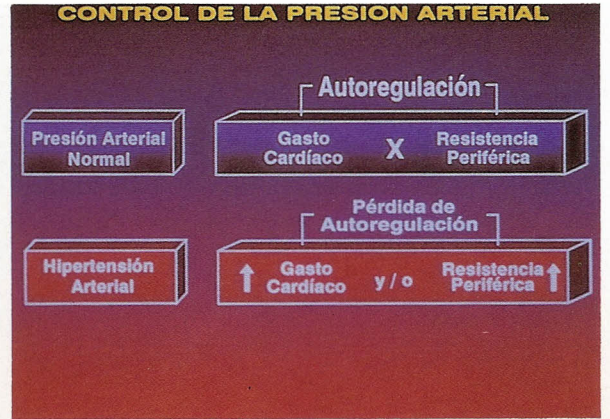 CONTROL DE LA PRESION ARTERIAL
Autoregulación
Presión Arterial
Normal
Gasto
Cardíaco
X
Resistencia
Periférica
Pérdida de
Autoregulación
Hipertensión
Arterial
Gasto
Cardíaco
y / o
Resistencia
Periférica